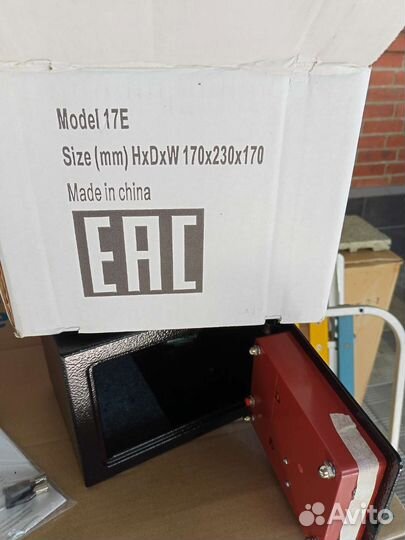 Model 17E
Size (mm) HxDxW 170x230x170
Made in china
EAC
Avito